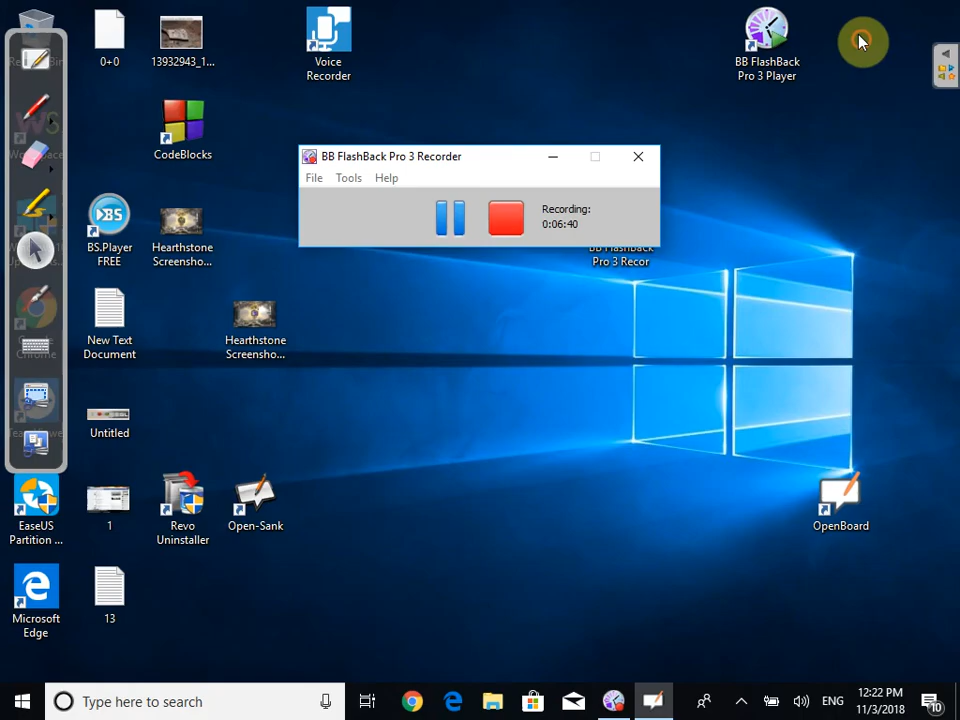 0+0
13932943_1...
Voice
Recorder
BB FlashBack
Pro 3 Player
CodeBlocks
BB FlashBack Pro 3 Recorder
File Tools Help
Recording:
0:06:40
BS.Player
FREE
Hearthstone
Screensho...
BB FlashBack
Pro 3 Recor
New Text
Document
Hearthstone
Screensho...
Untitled
EaseUS
Partition ...
1
Revo
Uninstaller
Open-Sank
OpenBoard
Microsoft
Edge
13
Type here to search
ENG
12:22 PM
11/3/2018
10